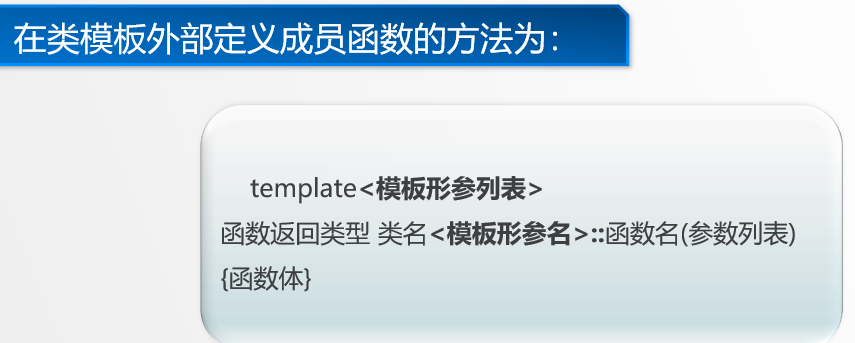 在类模板外部定义成员函数的方法为：
template<模板形参列表>
函数返回类型 类名<模板形参名>::函数名(参数列表)
{函数体}